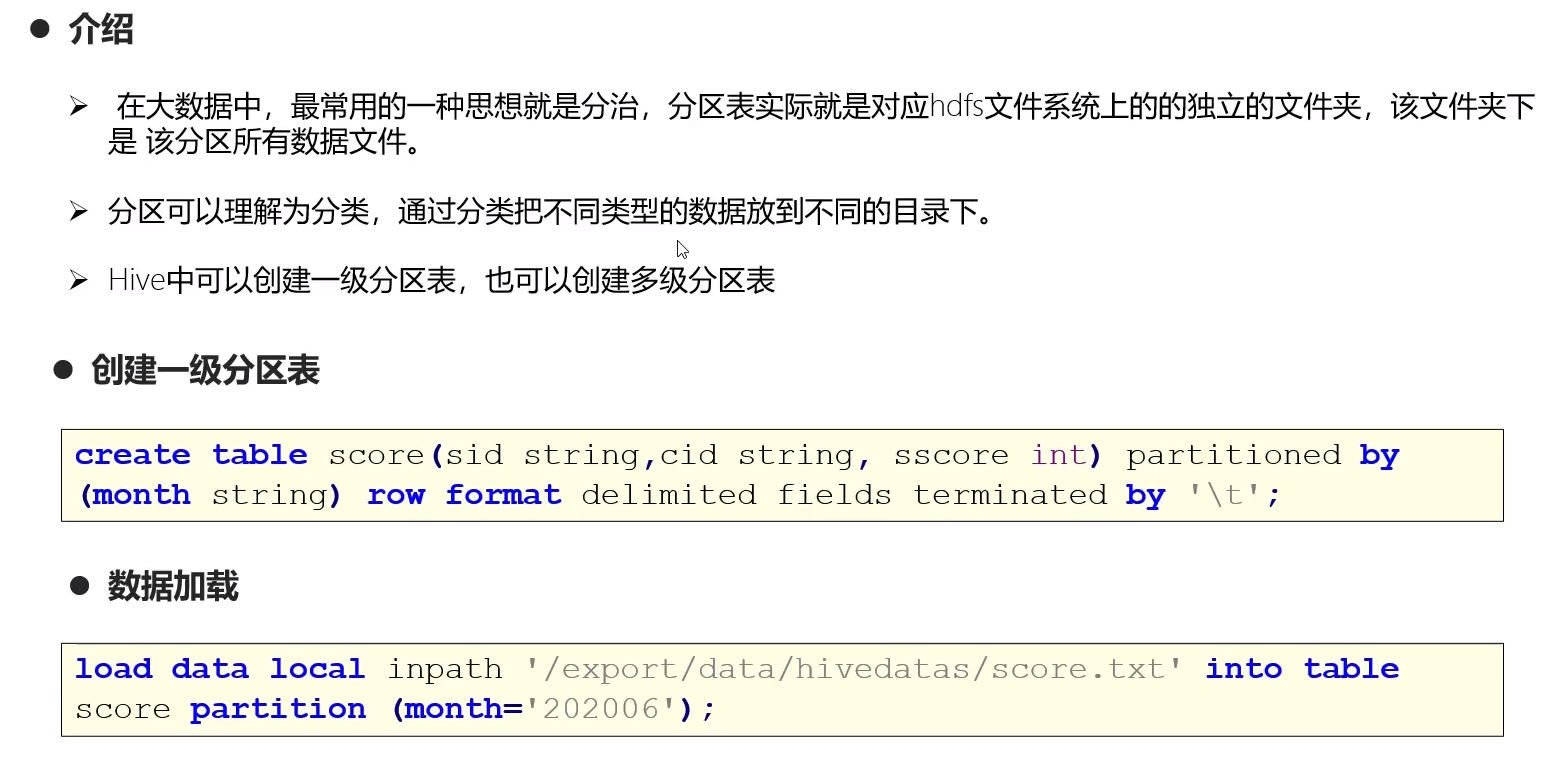 ● 介绍
➢ 在大数据中，最常用的一种思想就是分治，分区表实际就是对应hdfs文件系统上的的独立的文件夹，该文件夹下
是 该分区所有数据文件。
➢ 分区可以理解为分类，通过分类把不同类型的数据放到不同的目录下。
➢ Hive中可以创建一级分区表，也可以创建多级分区表
● 创建一级分区表
create table score(sid string,cid string, sscore int) partitioned by
(month string) row format delimited fields terminated by '\t';
● 数据加载
load data local inpath '/export/data/hivedatas/score.txt' into table
score partition (month='202006');